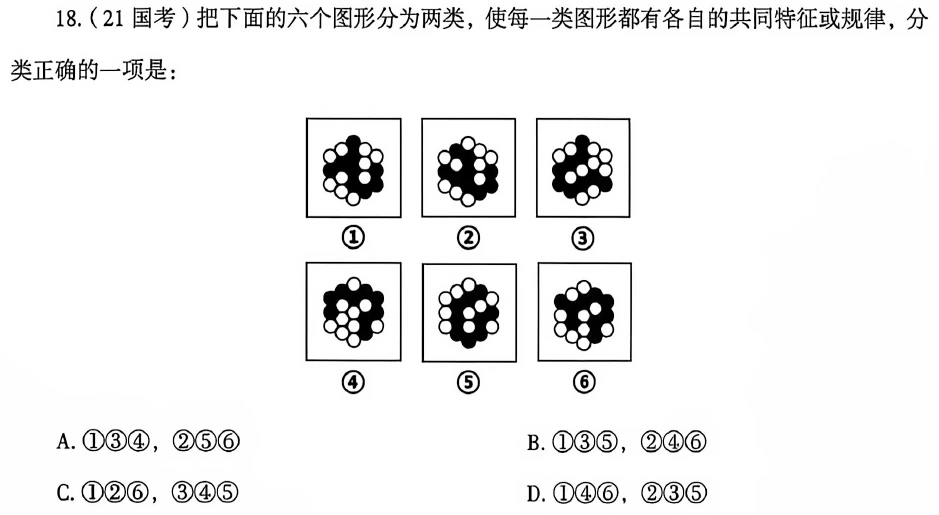 18.（21 国考）把下面的六个图形分为两类，使每一类图形都有各自的共同特征或规律，分
类正确的一项是：
① ② ③
④ ⑤ ⑥
A. ①③④，②⑤⑥ B. ①③⑤，②④⑥
C. ①②⑥，③④⑤ D. ①④⑥，②③⑤